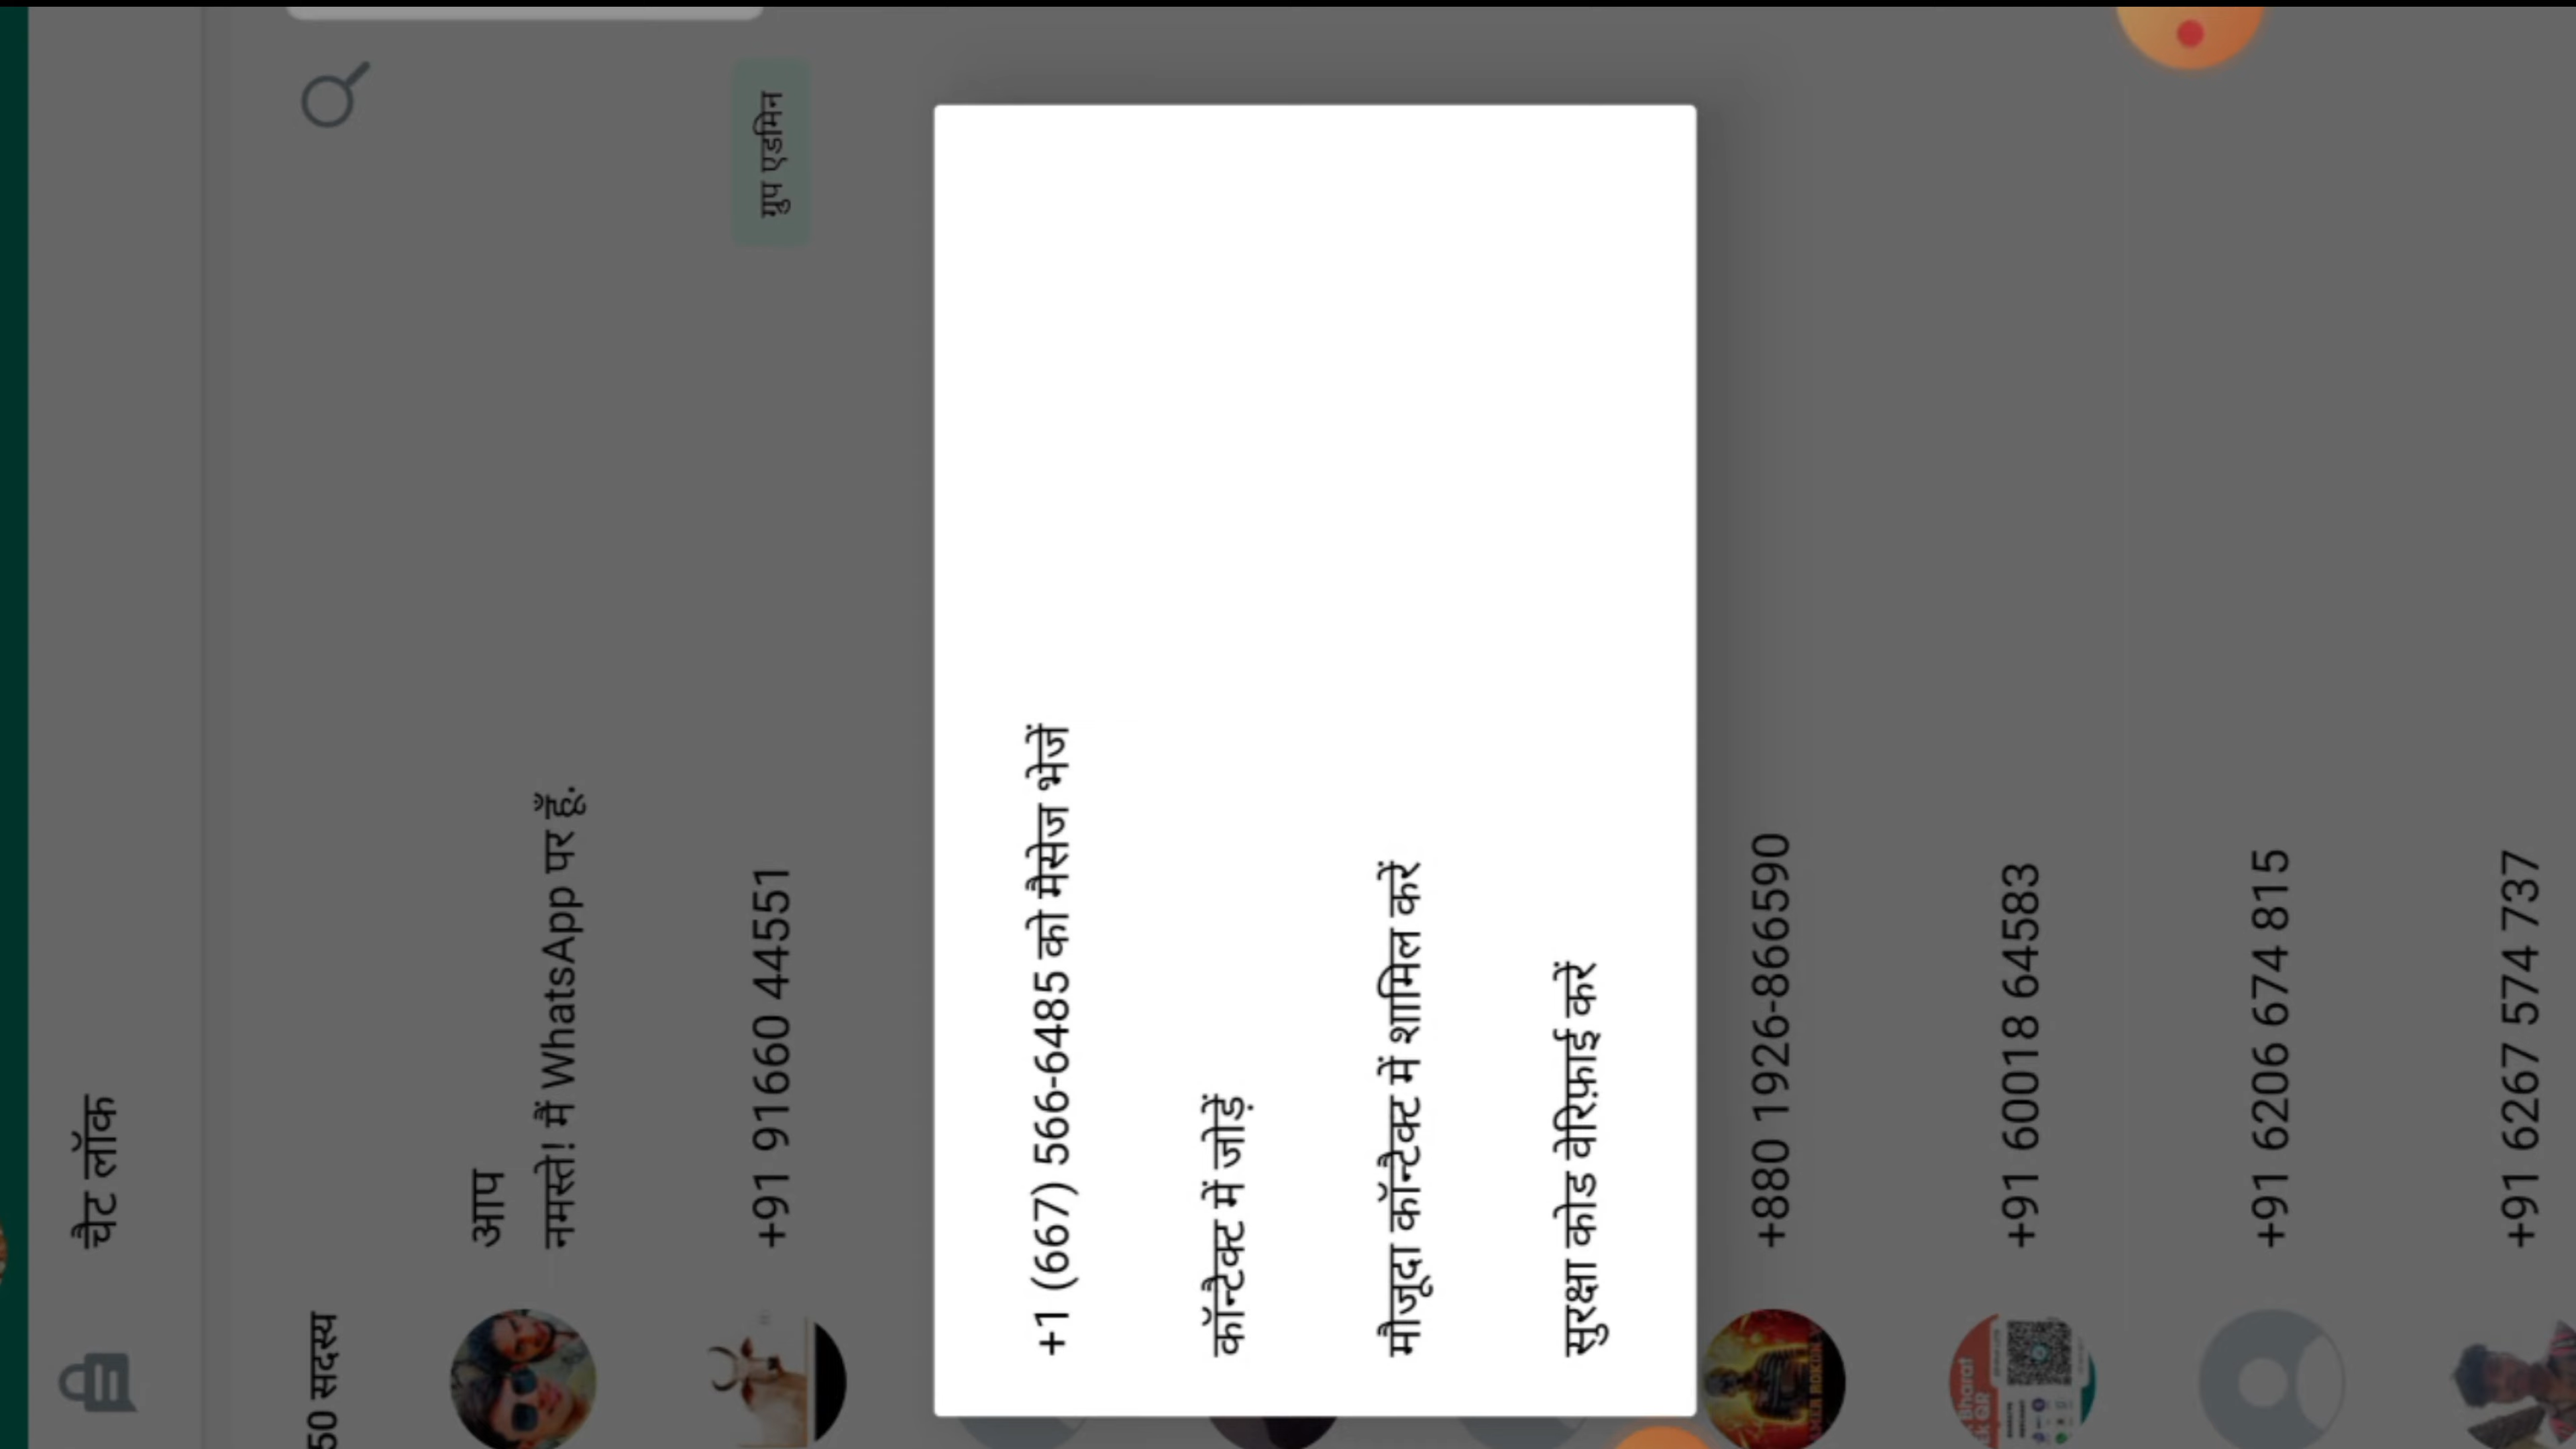 चैट लॉक
50 सदस्य
आप
नमस्ते! मैं WhatsApp पर हूँ.
+91 91660 44551
ग्रुप एडमिन
+1 (667) 566-6485 को मैसेज भेजें
कॉन्टैक्ट में जोड़ें
मौजूदा कॉन्टैक्ट में शामिल करें
सुरक्षा कोड वेरिफ़ाई करें
+880 1926-866590
+91 60018 64583
Bharat
+91 6206 674 815
+91 6267 574 737